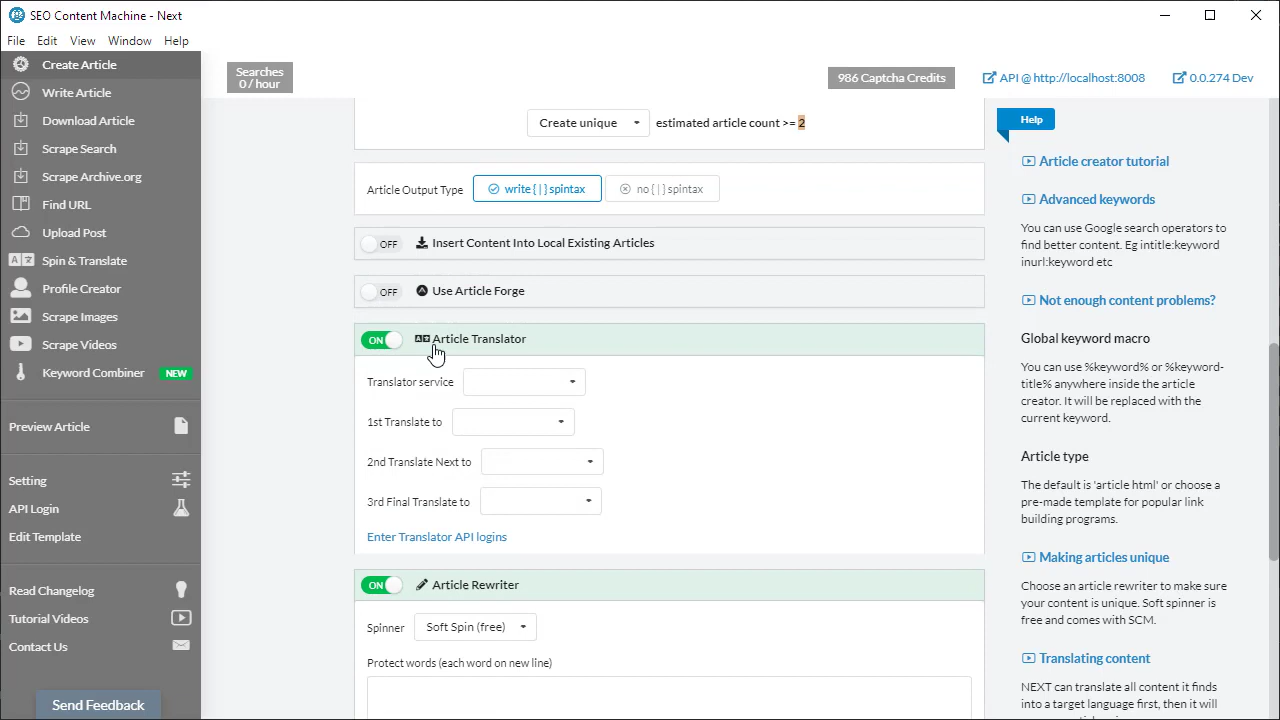 SEO Content Machine - Next
File Edit View Window Help
Create Article
Write Article
Download Article
Scrape Search
Scrape Archive.org
Find URL
Upload Post
Spin & Translate
Profile Creator
Scrape Images
Scrape Videos
Keyword Combiner NEW
Preview Article
Setting
API Login
Edit Template
Read Changelog
Tutorial Videos
Contact Us
Send Feedback
Searches
0 / hour
986 Captcha Credits
API @ http://localhost:8008
0.0.274 Dev
Create unique estimated article count >= 2
Article Output Type write { | } spintax no { | } spintax
OFF Insert Content Into Local Existing Articles
OFF Use Article Forge
ON Article Translator
Translator service
1st Translate to
2nd Translate Next to
3rd Final Translate to
Enter Translator API logins
ON Article Rewriter
Spinner Soft Spin (free)
Protect words (each word on new line)
Help
Article creator tutorial
Advanced keywords
You can use Google search operators to
find better content. Eg intitle:keyword
inurl:keyword etc
Not enough content problems?
Global keyword macro
You can use %keyword% or %keyword-
title% anywhere inside the article
creator. It will be replaced with the
current keyword.
Article type
The default is 'article html' or choose a
pre-made template for popular link
building programs.
Making articles unique
Choose an article rewriter to make sure
your content is unique. Soft spinner is
free and comes with SCM.
Translating content
NEXT can translate all content it finds
into a target language first, then it will